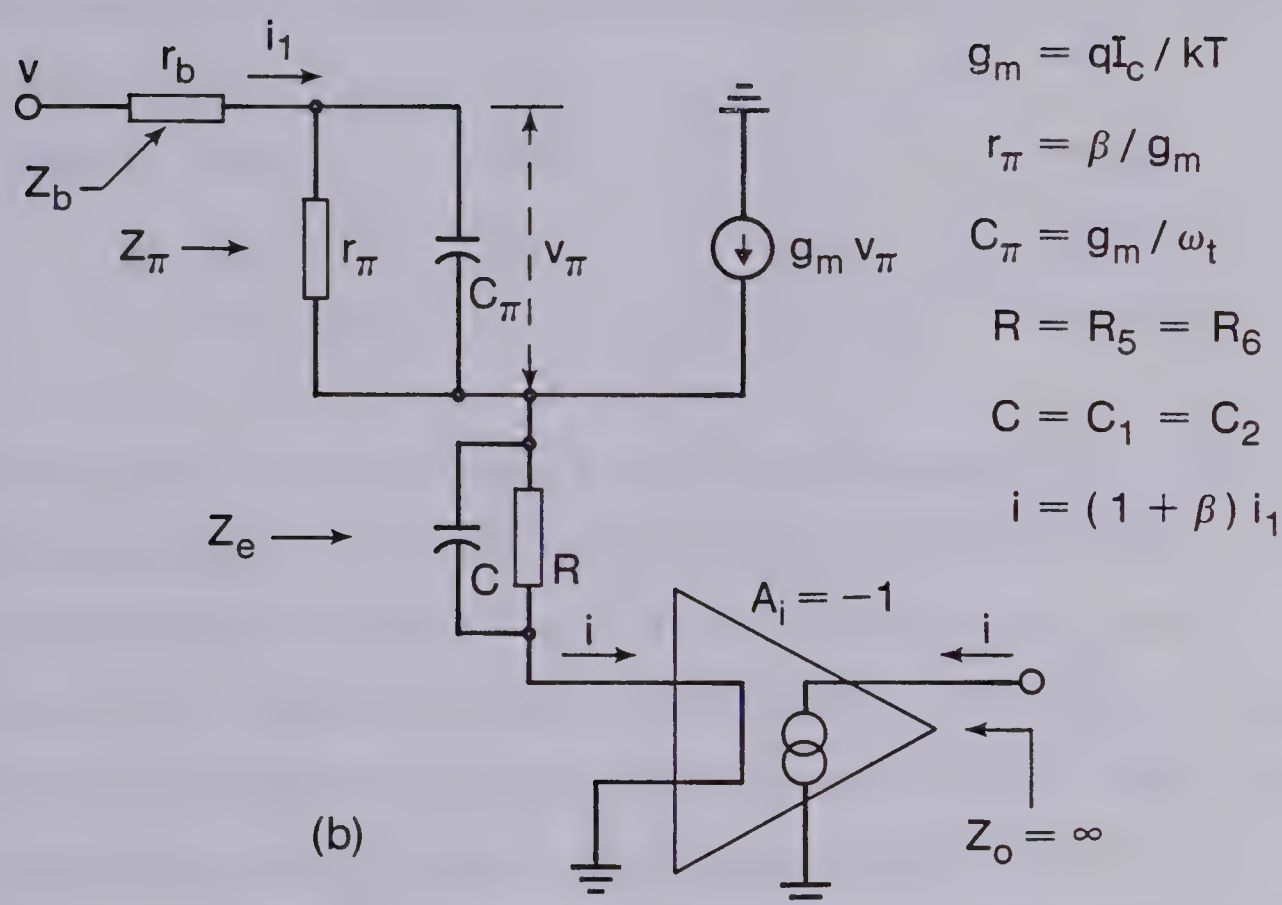 v
r_b
i_1
Z_b
Z_π
r_π
C_π
v_π
g_m v_π
g_m = qI_c / kT
r_π = β / g_m
C_π = g_m / ω_t
R = R_5 = R_6
C = C_1 = C_2
i = ( 1 + β ) i_1
Z_e
C
R
i
A_i = −1
i
Z_o = ∞
(b)